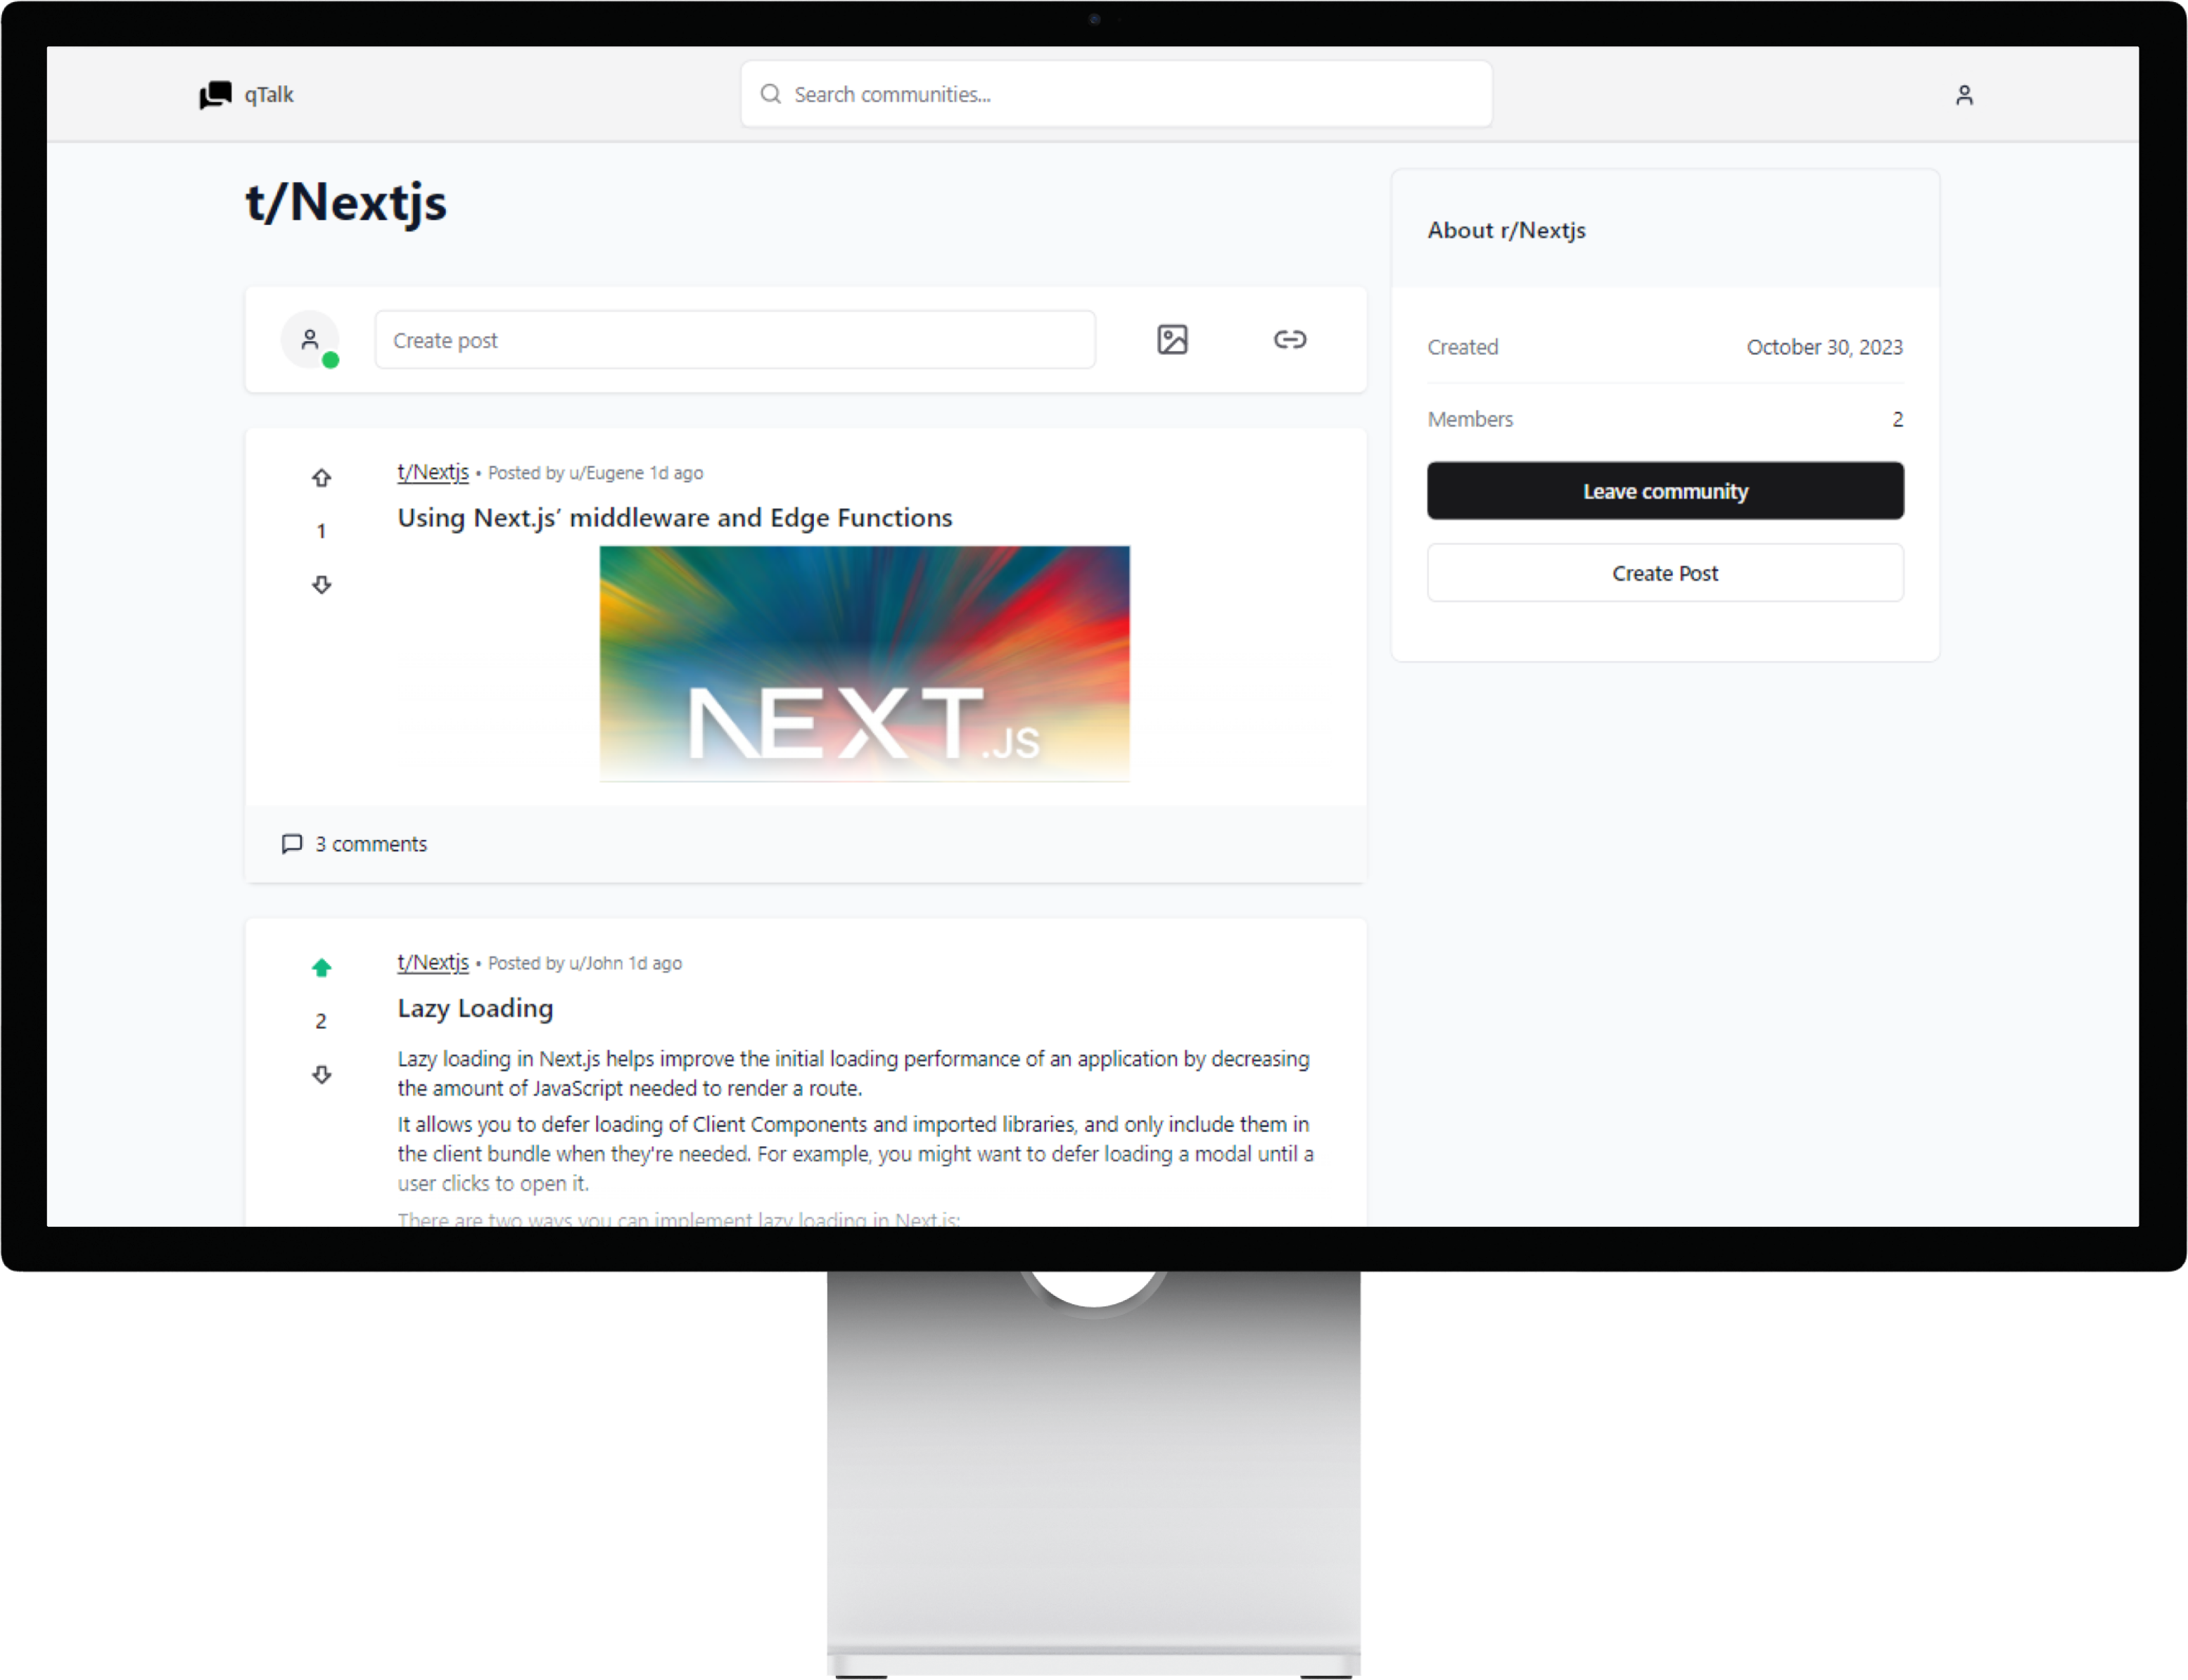 qTalk
Search communities...
t/Nextjs
Create post
t/Nextjs • Posted by u/Eugene 1d ago
Using Next.js’ middleware and Edge Functions
1
NEXT.JS
3 comments
t/Nextjs • Posted by u/John 1d ago
Lazy Loading
2
Lazy loading in Next.js helps improve the initial loading performance of an application by decreasing
the amount of JavaScript needed to render a route.
It allows you to defer loading of Client Components and imported libraries, and only include them in
the client bundle when they're needed. For example, you might want to defer loading a modal until a
user clicks to open it.
There are two ways you can implement lazy loading in Next.js:
About r/Nextjs
Created October 30, 2023
Members 2
Leave community
Create Post